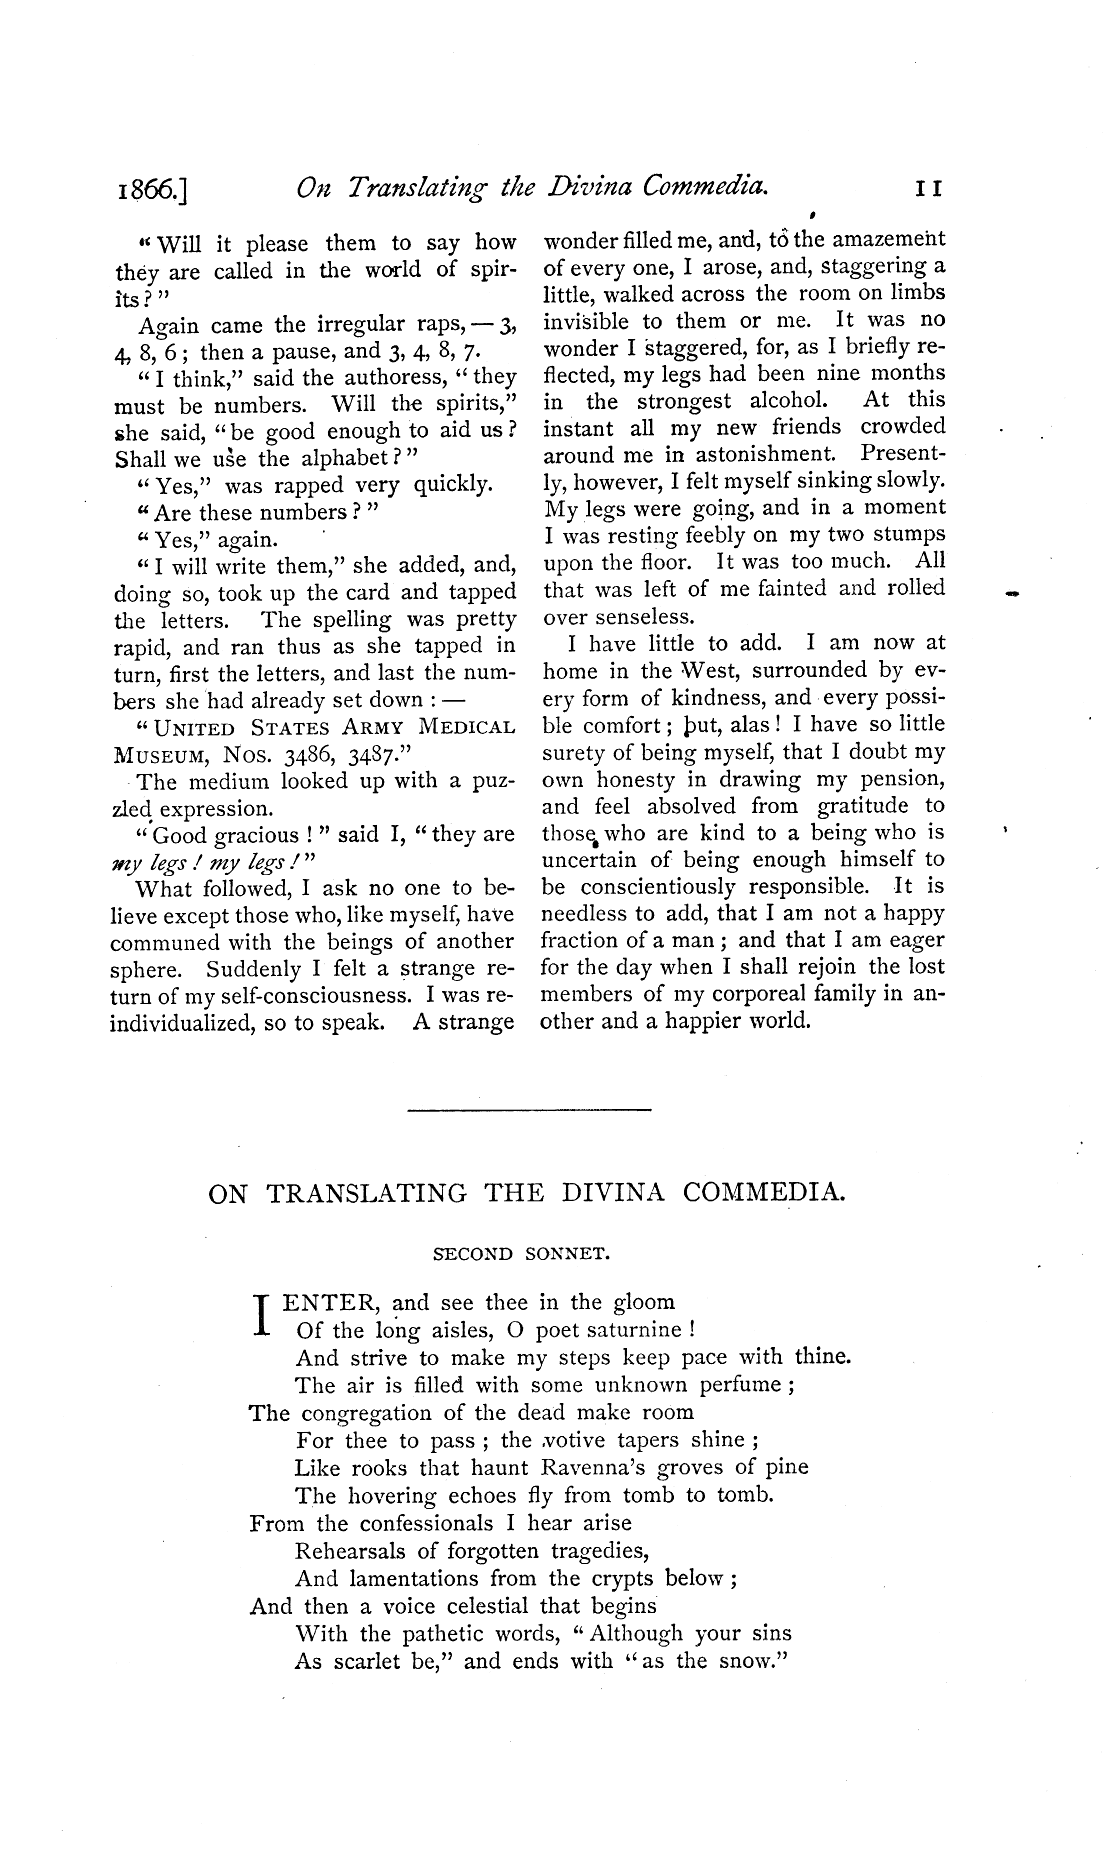 1866.] On Translating the Divina Commedia. 11
"Will it please them to say how
they are called in the world of spir-
its?"
Again came the irregular raps, — 3,
4, 8, 6; then a pause, and 3, 4, 8, 7.
"I think," said the authoress, "they
must be numbers. Will the spirits,"
she said, "be good enough to aid us?
Shall we use the alphabet?"
"Yes," was rapped very quickly.
"Are these numbers?"
"Yes," again.
"I will write them," she added, and,
doing so, took up the card and tapped
the letters. The spelling was pretty
rapid, and ran thus as she tapped in
turn, first the letters, and last the num-
bers she had already set down: —
"UNITED STATES ARMY MEDICAL
MUSEUM, Nos. 3486, 3487."
The medium looked up with a puz-
zled expression.
"Good gracious!" said I, "they are
my legs! my legs!"
What followed, I ask no one to be-
lieve except those who, like myself, have
communed with the beings of another
sphere. Suddenly I felt a strange re-
turn of my self-consciousness. I was re-
individualized, so to speak. A strange
wonder filled me, and, to the amazement
of every one, I arose, and, staggering a
little, walked across the room on limbs
invisible to them or me. It was no
wonder I staggered, for, as I briefly re-
flected, my legs had been nine months
in the strongest alcohol. At this
instant all my new friends crowded
around me in astonishment. Present-
ly, however, I felt myself sinking slowly.
My legs were going, and in a moment
I was resting feebly on my two stumps
upon the floor. It was too much. All
that was left of me fainted and rolled
over senseless.
I have little to add. I am now at
home in the West, surrounded by ev-
ery form of kindness, and every possi-
ble comfort; but, alas! I have so little
surety of being myself, that I doubt my
own honesty in drawing my pension,
and feel absolved from gratitude to
those who are kind to a being who is
uncertain of being enough himself to
be conscientiously responsible. It is
needless to add, that I am not a happy
fraction of a man; and that I am eager
for the day when I shall rejoin the lost
members of my corporeal family in an-
other and a happier world.
ON TRANSLATING THE DIVINA COMMEDIA.
SECOND SONNET.
I ENTER, and see thee in the gloom
Of the long aisles, O poet saturnine!
And strive to make my steps keep pace with thine.
The air is filled with some unknown perfume;
The congregation of the dead make room
For thee to pass; the votive tapers shine;
Like rooks that haunt Ravenna's groves of pine
The hovering echoes fly from tomb to tomb.
From the confessionals I hear arise
Rehearsals of forgotten tragedies,
And lamentations from the crypts below;
And then a voice celestial that begins
With the pathetic words, "Although your sins
As scarlet be," and ends with "as the snow."